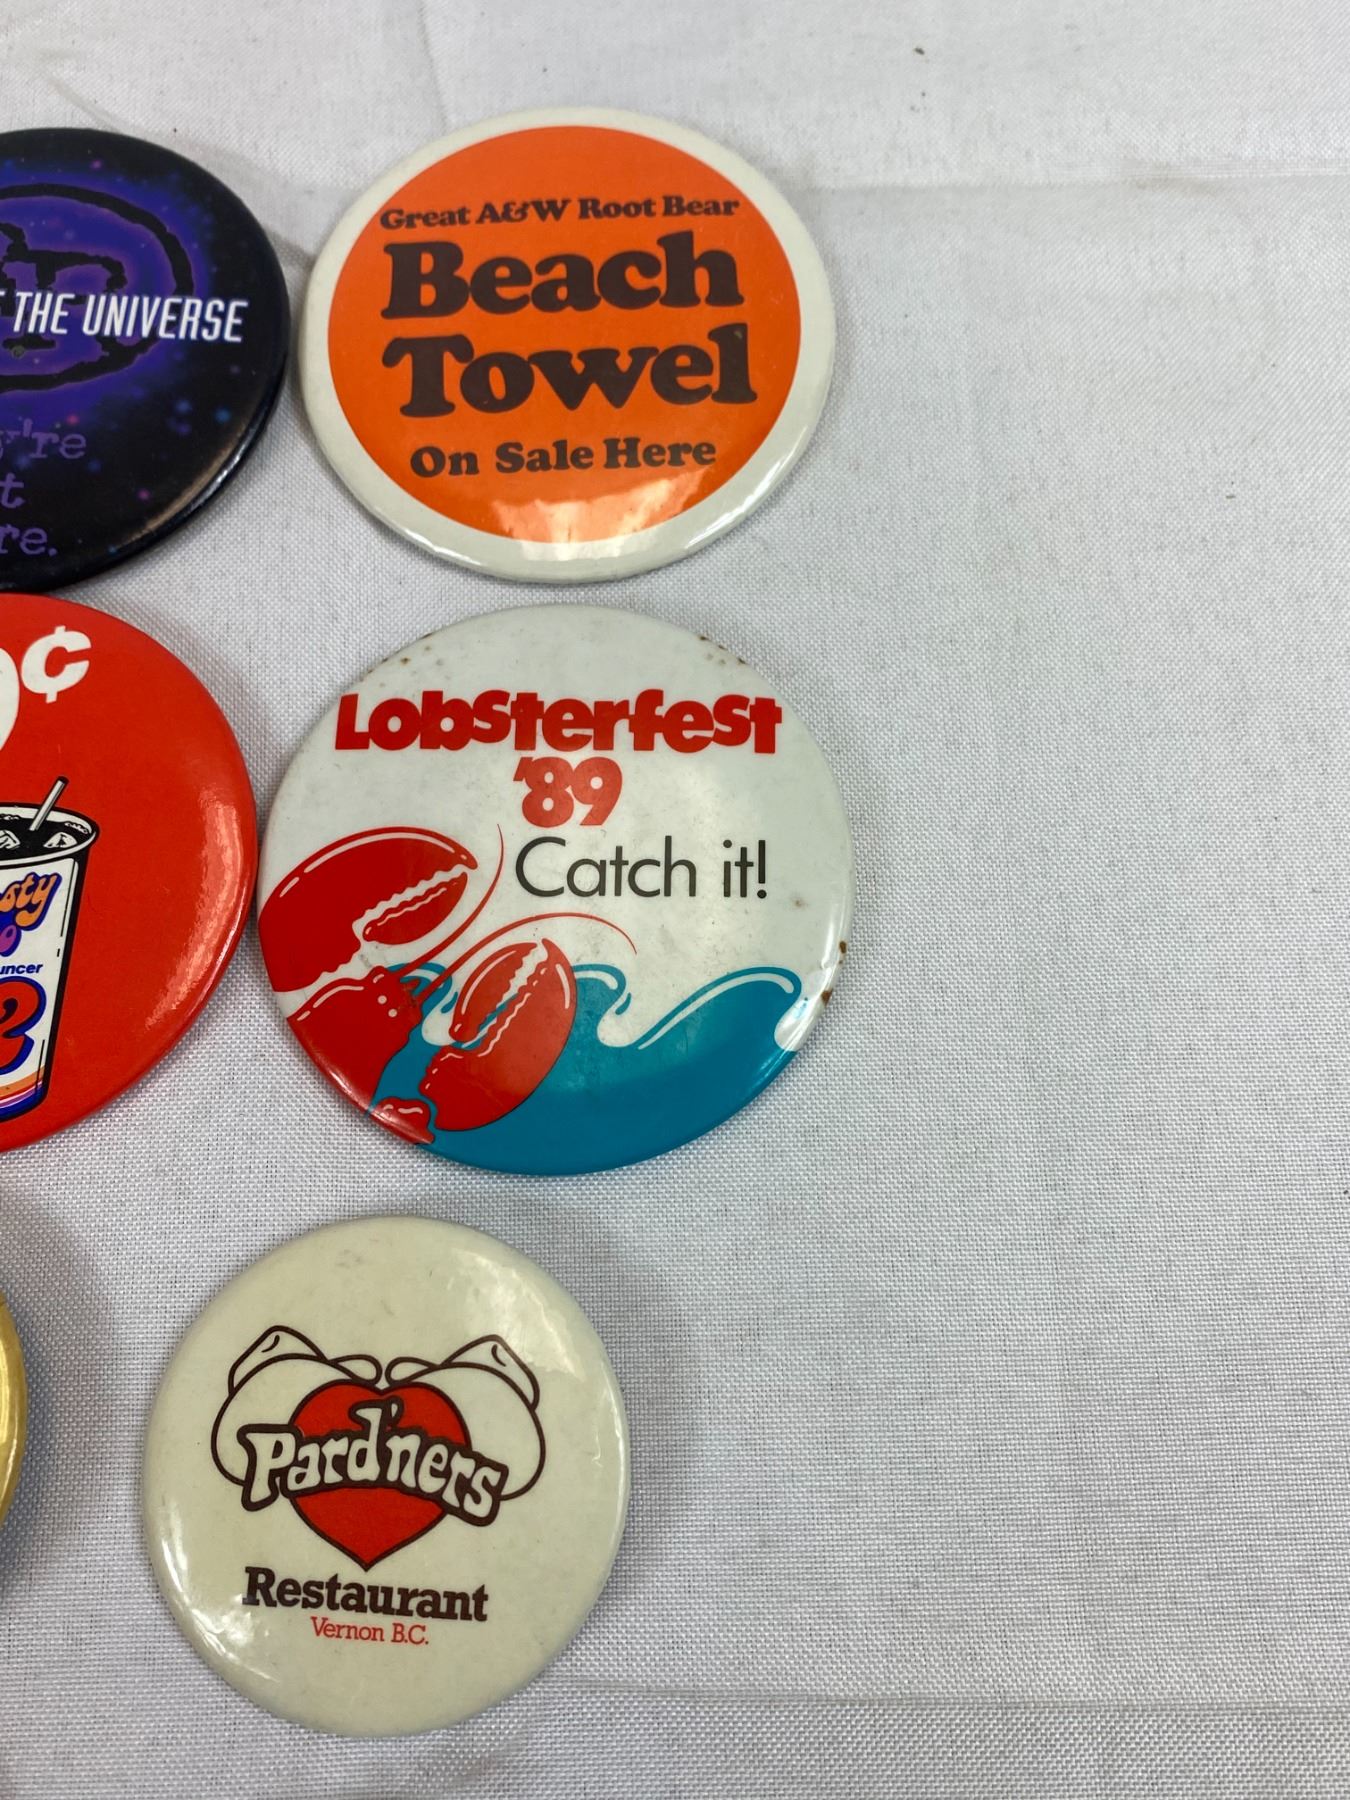 THE UNIVERSE
Great A&W Root Bear
Beach
Towel
On Sale Here
¢
Lobsterfest
'89
Catch it!
Pard'ners
Restaurant
Vernon B.C.